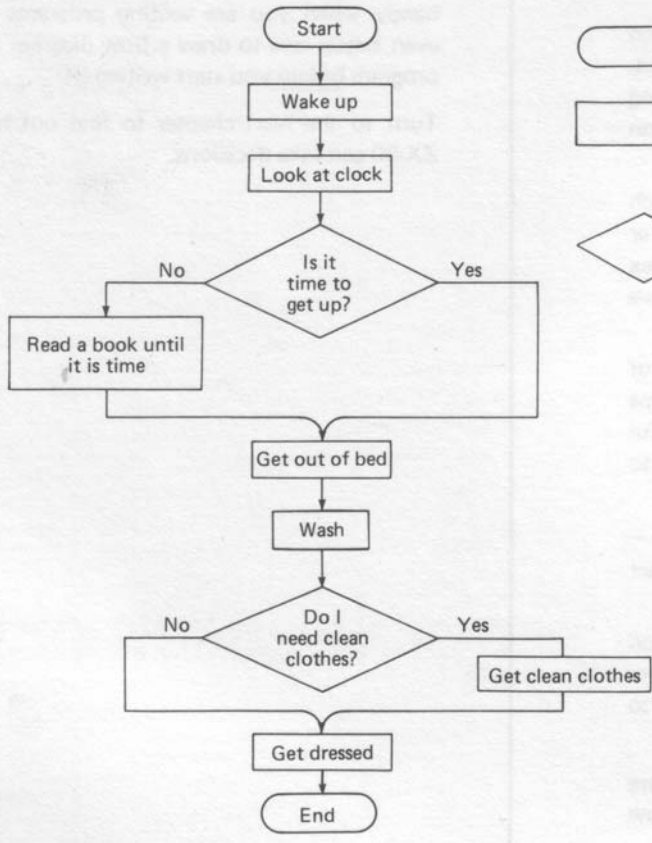 Start
Wake up
Look at clock
Is it
time to
get up?
No
Yes
Read a book until
it is time
Get out of bed
Wash
Do I
need clean
clothes?
No
Yes
Get clean clothes
Get dressed
End